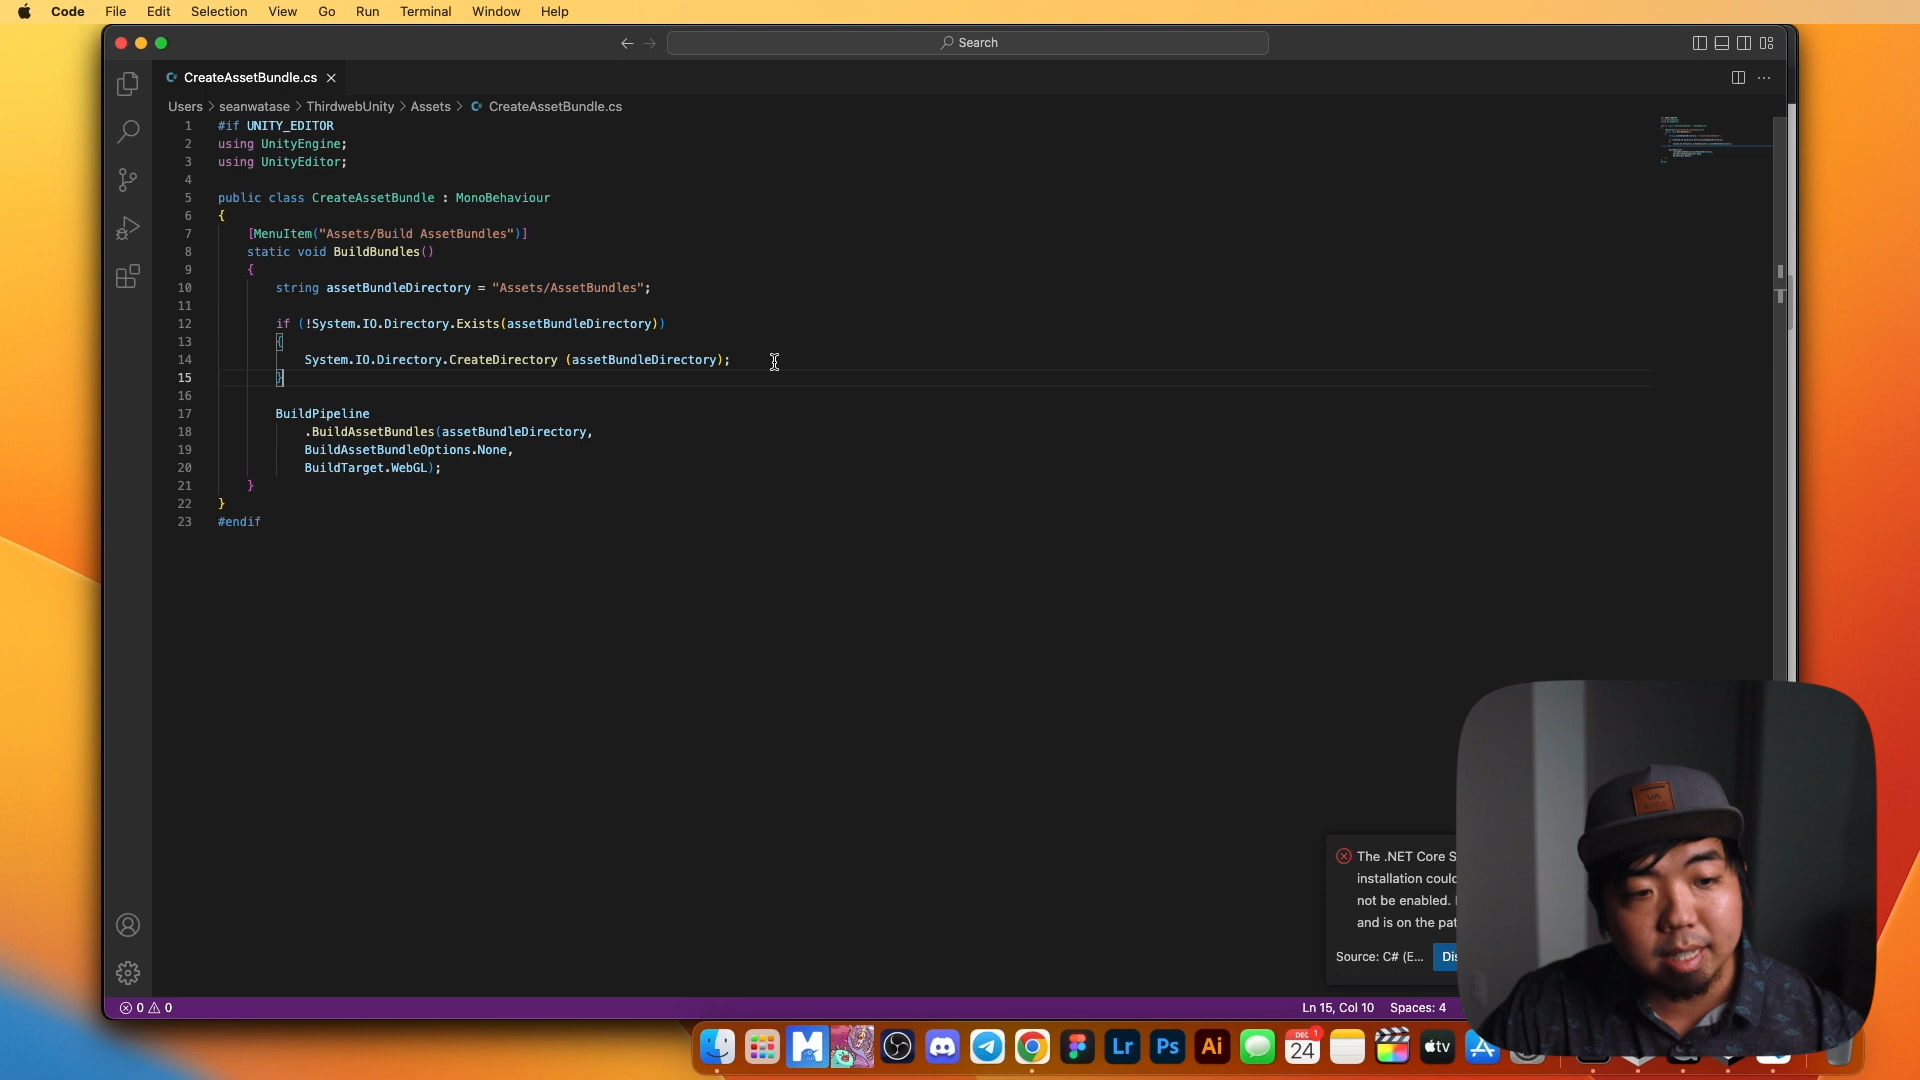 Code File Edit Selection View Go Run Terminal Window Help
Search
CreateAssetBundle.cs
Users > seanwatase > ThirdwebUnity > Assets > CreateAssetBundle.cs
1 #if UNITY_EDITOR
2 using UnityEngine;
3 using UnityEditor;
4
5 public class CreateAssetBundle : MonoBehaviour
6 {
7 [MenuItem("Assets/Build AssetBundles")]
8 static void BuildBundles()
9 {
10 string assetBundleDirectory = "Assets/AssetBundles";
11
12 if (!System.IO.Directory.Exists(assetBundleDirectory))
13 {
14 System.IO.Directory.CreateDirectory (assetBundleDirectory);
15 }
16
17 BuildPipeline
18 .BuildAssetBundles(assetBundleDirectory,
19 BuildAssetBundleOptions.None,
20 BuildTarget.WebGL);
21 }
22 }
23 #endif
The .NET Core S
installation could
not be enabled.
and is on the pat
Source: C# (E... Dis
0 0 Ln 15, Col 10 Spaces: 4
Lr Ps Ai DEC 24 1 tv